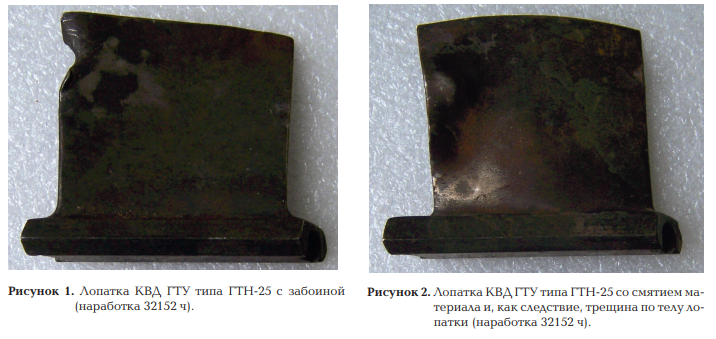 Рисунок 1. Лопатка КВД ГТУ типа ГТН-25 с забоиной
(наработка 32152 ч).
Рисунок 2. Лопатка КВД ГТУ типа ГТН-25 со смятием ма-
териала и, как следствие, трещина по телу ло-
патки (наработка 32152 ч).